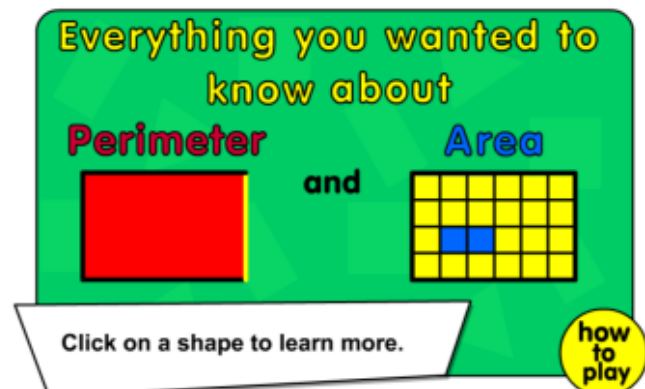 Everything you wanted to
know about
Perimeter
and
Area
Click on a shape to learn more.
how
to
play